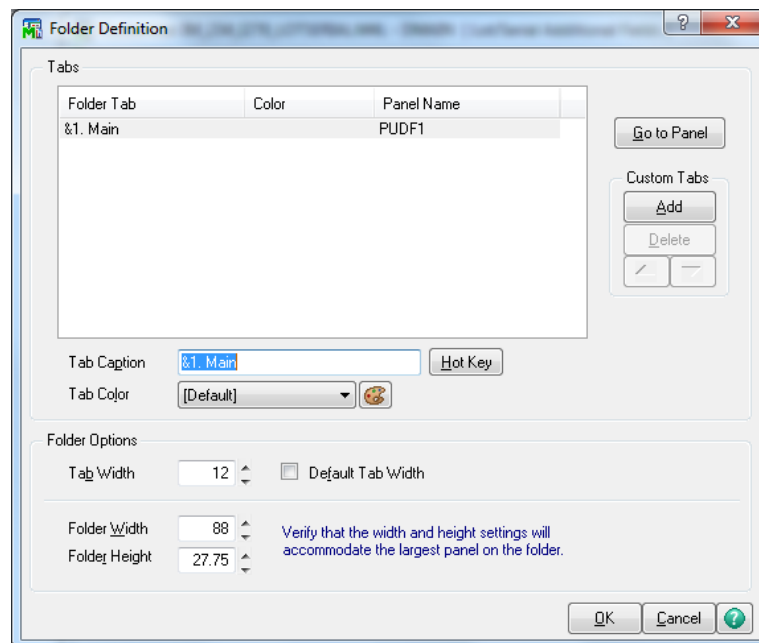 Folder Definition
Tabs
Folder Tab Color Panel Name
&1. Main PUDF1
Go to Panel
Custom Tabs
Add
Delete
Tab Caption &1. Main Hot Key
Tab Color [Default]
Folder Options
Tab Width 12 Default Tab Width
Folder Width 88 Verify that the width and height settings will
Folder Height 27.75 accommodate the largest panel on the folder.
OK Cancel ?